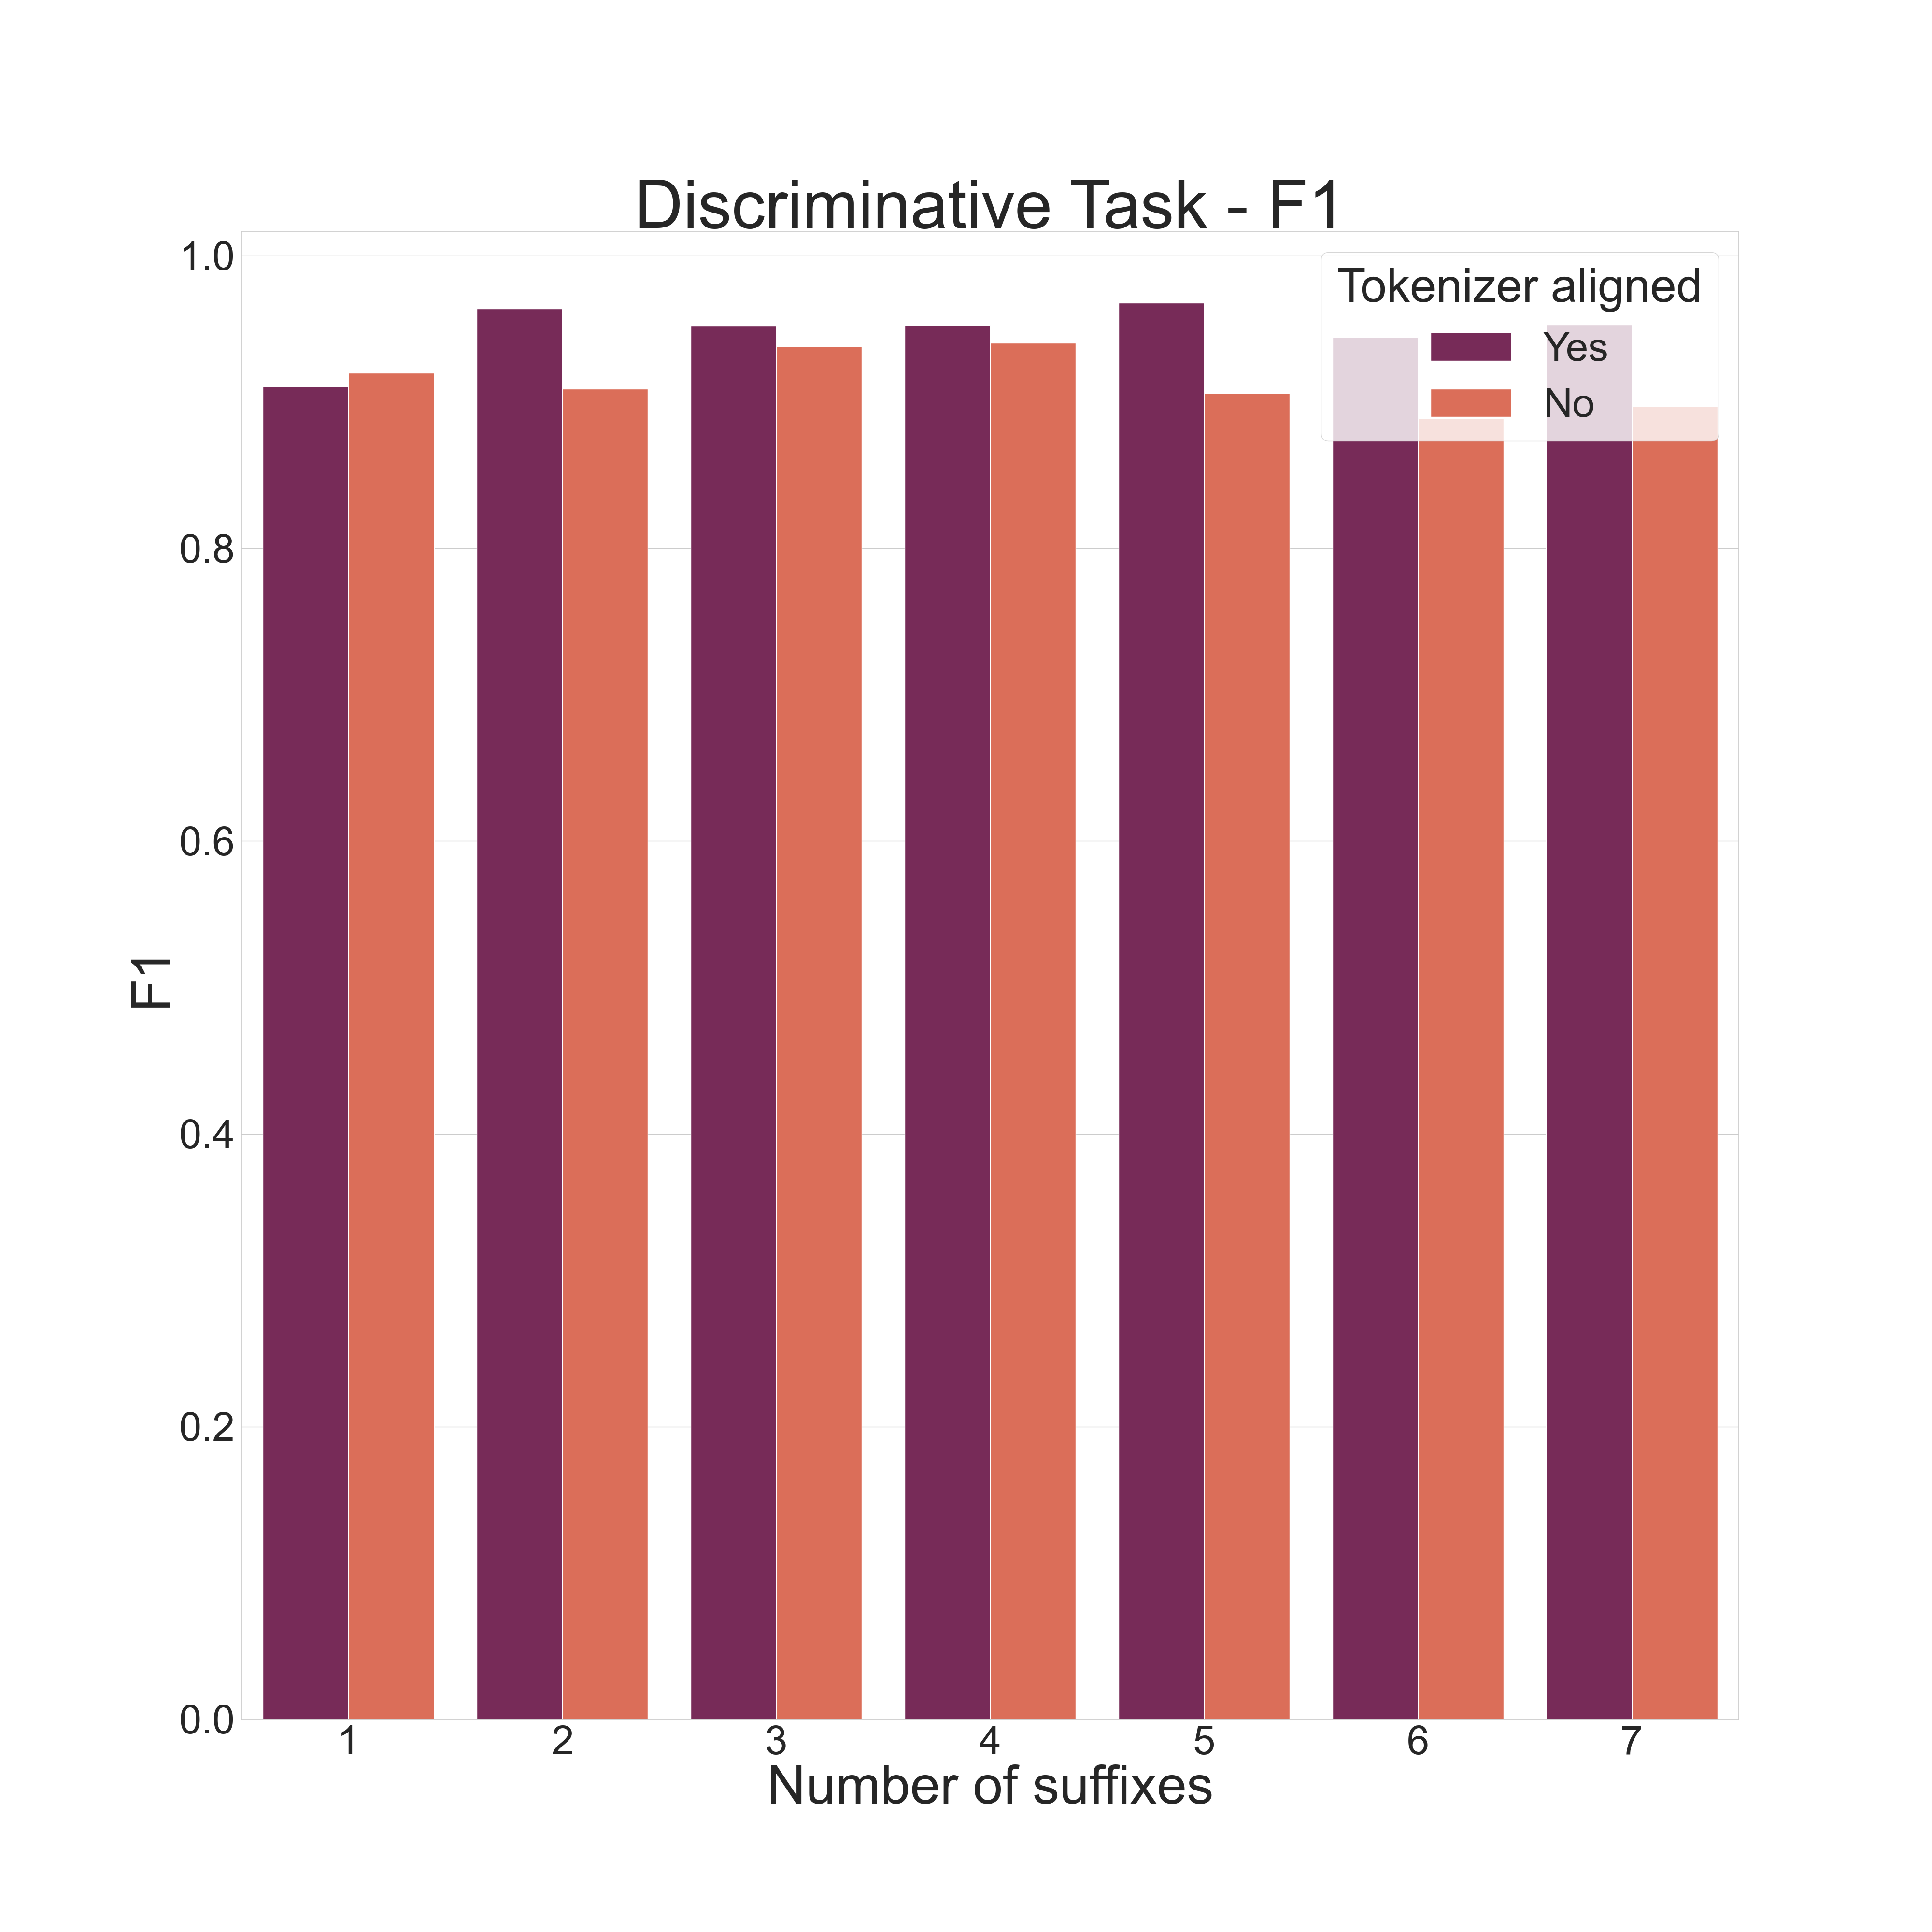 Discriminative Task - F1
Tokenizer aligned
Yes
No
1.0
0.8
0.6
0.4
0.2
0.0
F1
1 2 3 4 5 6 7
Number of suffixes